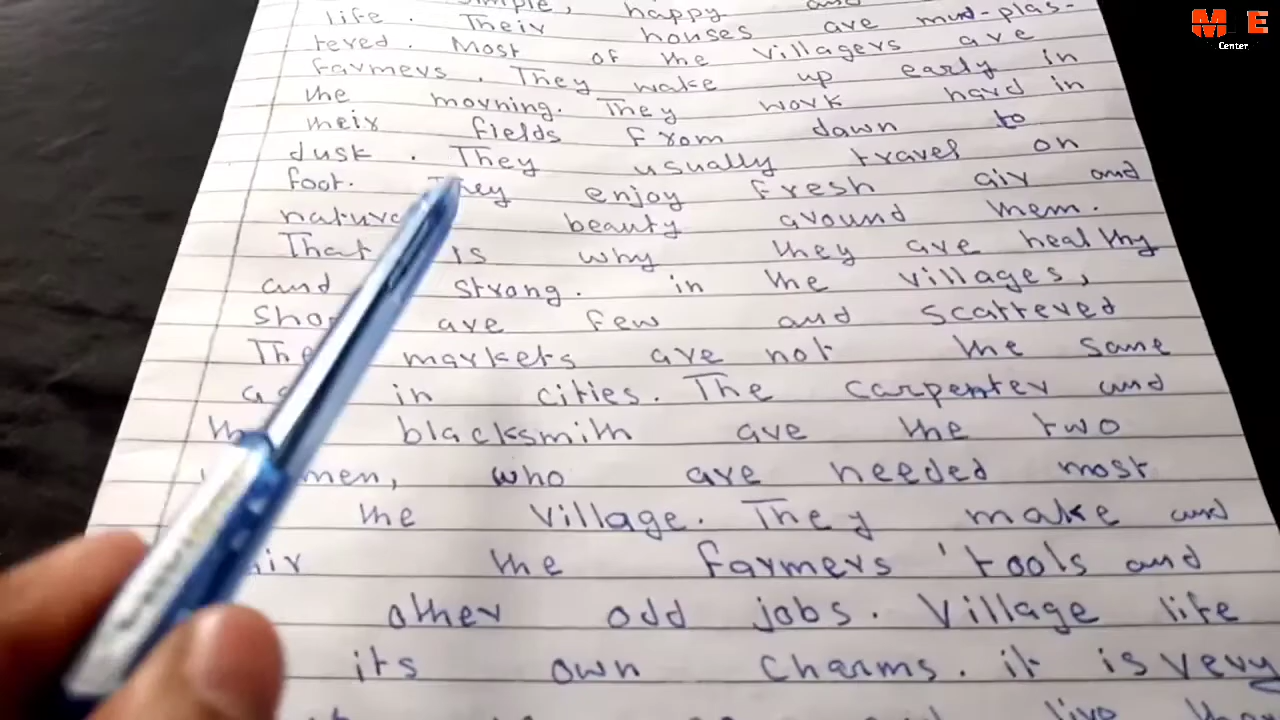 simple, happy and
life. Their houses are mud-plas-
tered. Most of the villagers are
farmers. They wake up early in
the morning. They work hard in
their fields from dawn to
dusk. They usually travel on
foot. They enjoy fresh air and
beauty around them.
That is why they are healthy
and strong. in the villages,
are few and scattered
markets are not the same
in cities. The carpenter and
blacksmith are the two
men, who are needed most
the village. They make and
the farmers 'tools and
other odd jobs. Village life
its own charms. it is very
live
M E
Center